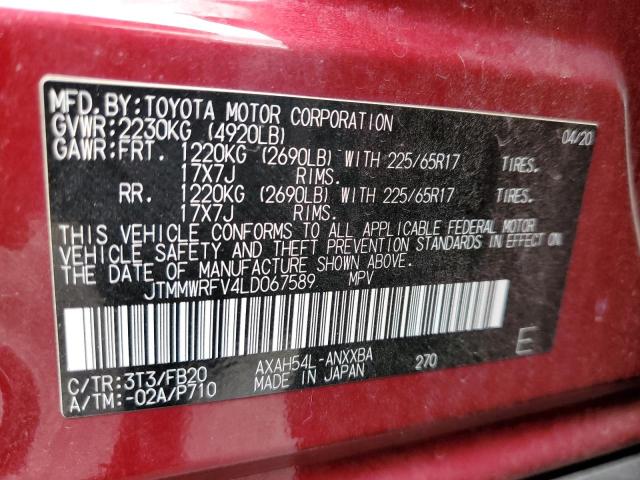 MFD. BY: TOYOTA MOTOR CORPORATION 04/20
GVWR: 2230KG (4920LB)
GAWR: FRT. 1220KG (2690LB) WITH 225/65R17 TIRES.
17X7J RIMS.
RR. 1220KG (2690LB) WITH 225/65R17 TIRES.
17X7J RIMS.
THIS VEHICLE CONFORMS TO ALL APPLICABLE FEDERAL MOTOR
VEHICLE SAFETY AND THEFT PREVENTION STANDARDS IN EFFECT ON
THE DATE OF MANUFACTURE SHOWN ABOVE.
JTMMWRFV4LD067589 MPV
C/TR: 3T3/FB20 AXAH54L-ANXXBA 270 E
A/TM: -02A/P710 MADE IN JAPAN